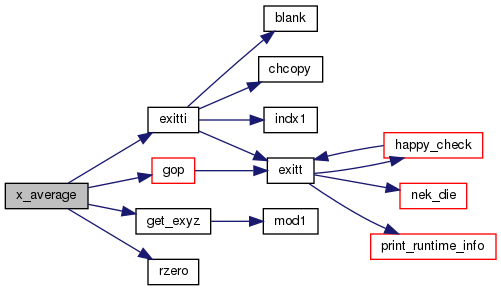 blank
chcopy
exitti
indx1
happy_check
gop
exitt
x_average
nek_die
get_exyz
mod1
print_runtime_info
rzero